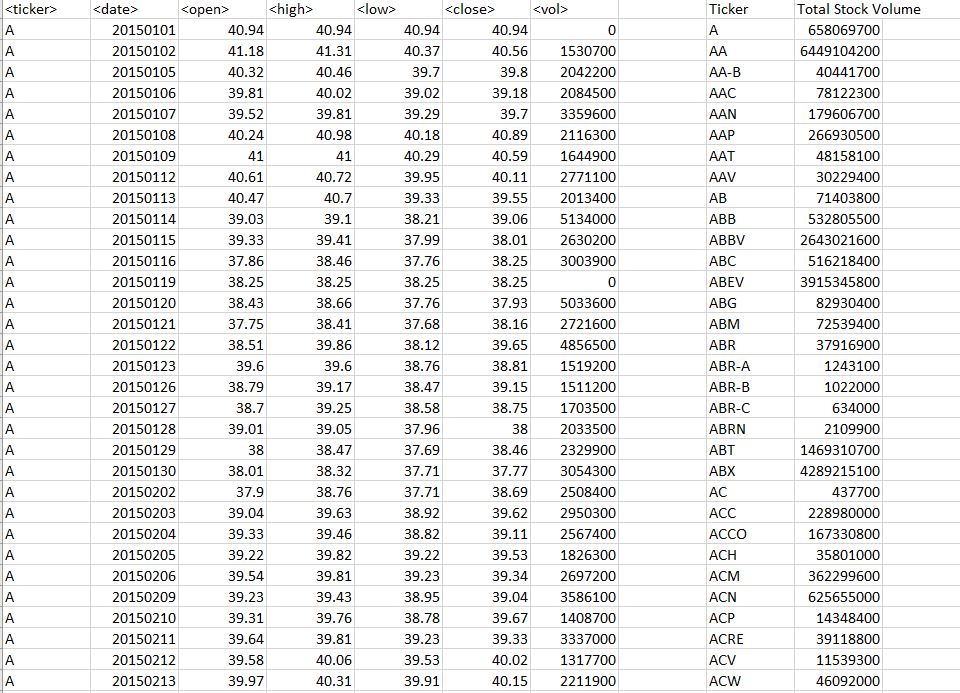 <ticker> <date> <open> <high> <low> <close> <vol> Ticker Total Stock Volume
A 20150101 40.94 40.94 40.94 40.94 0 A 658069700
A 20150102 41.18 41.31 40.37 40.56 1530700 AA 6449104200
A 20150105 40.32 40.46 39.7 39.8 2042200 AA-B 40441700
A 20150106 39.81 40.02 39.02 39.18 2084500 AAC 78122300
A 20150107 39.52 39.81 39.29 39.7 3359600 AAN 179606700
A 20150108 40.24 40.98 40.18 40.89 2116300 AAP 266930500
A 20150109 41 41 40.29 40.59 1644900 AAT 48158100
A 20150112 40.61 40.72 39.95 40.11 2771100 AAV 30229400
A 20150113 40.47 40.7 39.33 39.55 2013400 AB 71403800
A 20150114 39.03 39.1 38.21 39.06 5134000 ABB 532805500
A 20150115 39.33 39.41 37.99 38.01 2630200 ABBV 2643021600
A 20150116 37.86 38.46 37.76 38.25 3003900 ABC 516218400
A 20150119 38.25 38.25 38.25 38.25 0 ABEV 3915345800
A 20150120 38.43 38.66 37.76 37.93 5033600 ABG 82930400
A 20150121 37.75 38.41 37.68 38.16 2721600 ABM 72539400
A 20150122 38.51 39.86 38.12 39.65 4856500 ABR 37916900
A 20150123 39.6 39.6 38.76 38.81 1519200 ABR-A 1243100
A 20150126 38.79 39.17 38.47 39.15 1511200 ABR-B 1022000
A 20150127 38.7 39.25 38.58 38.75 1703500 ABR-C 634000
A 20150128 39.01 39.05 37.96 38 2033500 ABRN 2109900
A 20150129 38 38.47 37.69 38.46 2329900 ABT 1469310700
A 20150130 38.01 38.32 37.71 37.77 3054300 ABX 4289215100
A 20150202 37.9 38.76 37.71 38.69 2508400 AC 437700
A 20150203 39.04 39.63 38.92 39.62 2950300 ACC 228980000
A 20150204 39.33 39.46 38.82 39.11 2567400 ACCO 167330800
A 20150205 39.22 39.82 39.22 39.53 1826300 ACH 35801000
A 20150206 39.54 39.81 39.23 39.34 2697200 ACM 362299600
A 20150209 39.23 39.43 38.95 39.04 3586100 ACN 625655000
A 20150210 39.31 39.76 38.78 39.67 1408700 ACP 14348400
A 20150211 39.64 39.81 39.23 39.33 3337000 ACRE 39118800
A 20150212 39.58 40.06 39.53 40.02 1317700 ACV 11539300
A 20150213 39.97 40.31 39.91 40.15 2211900 ACW 46092000